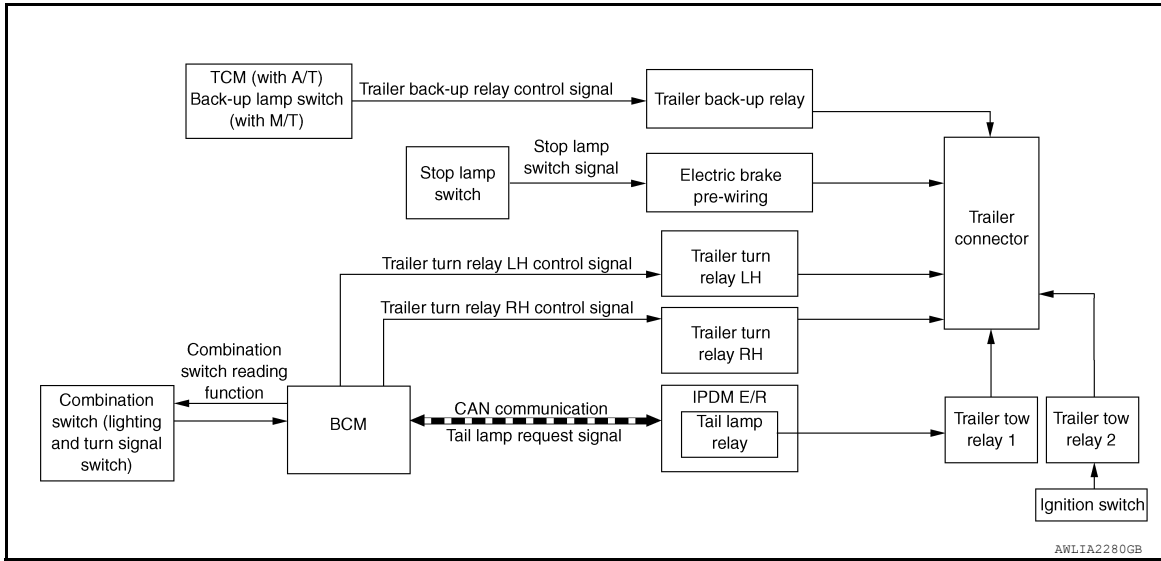 TCM (with A/T)
Back-up lamp switch
(with M/T)
Trailer back-up relay control signal
Trailer back-up relay
Stop lamp
switch
Stop lamp
switch signal
Electric brake
pre-wiring
Trailer
connector
Trailer turn relay LH control signal
Trailer turn
relay LH
Trailer turn relay RH control signal
Trailer turn
relay RH
Combination
switch reading
function
Combination
switch (lighting
and turn signal
switch)
BCM
CAN communication
Tail lamp request signal
IPDM E/R
Tail lamp
relay
Trailer tow
relay 1
Trailer tow
relay 2
Ignition switch
AWLIA2280GB